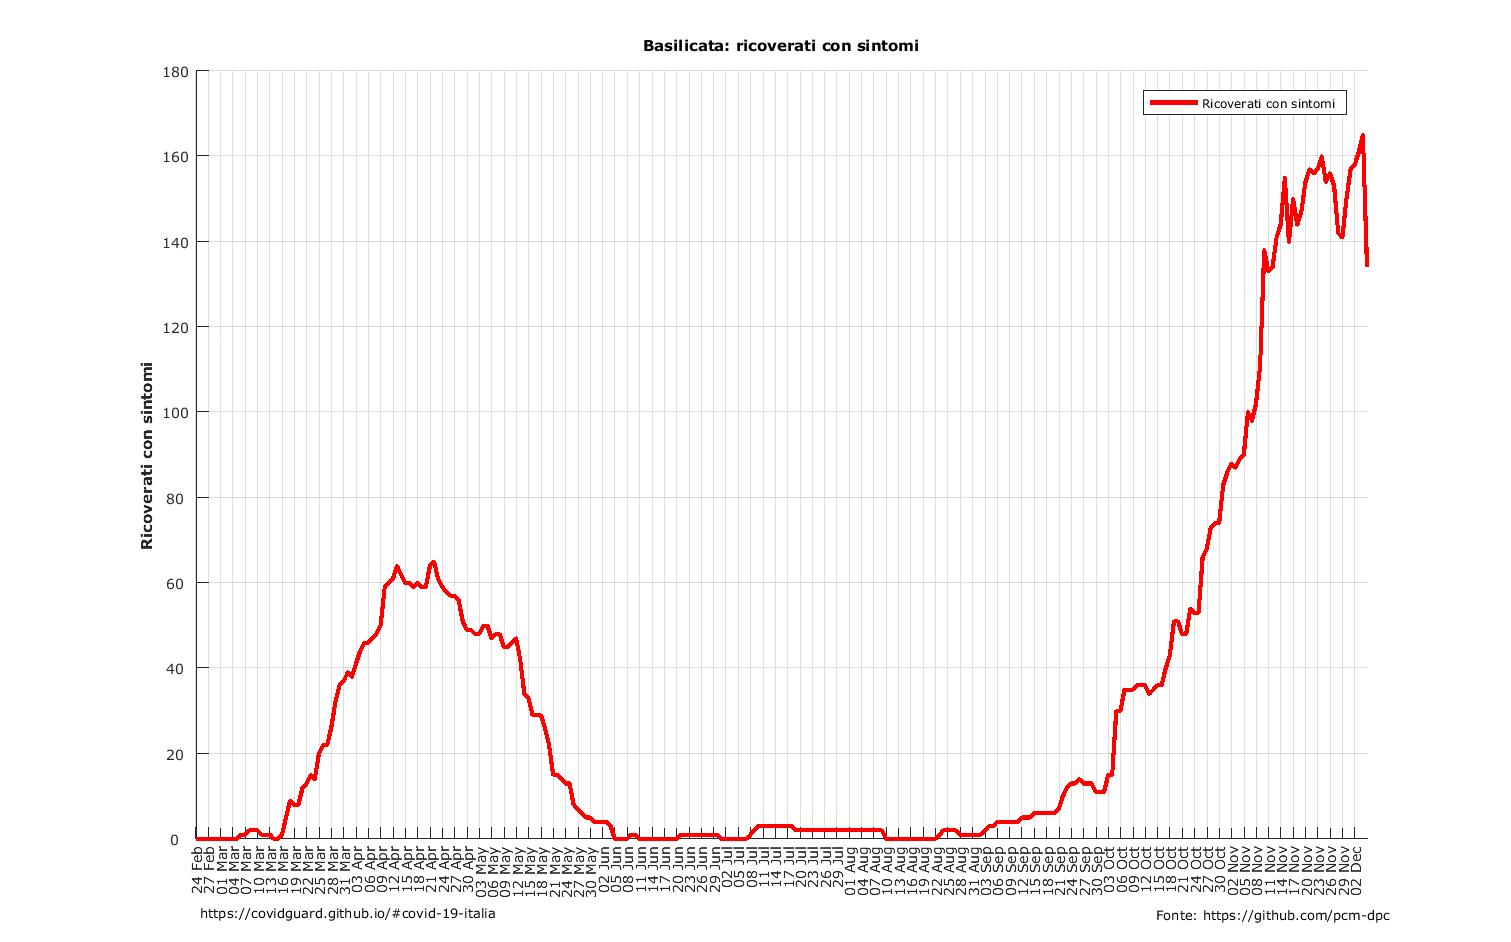 Basilicata: ricoverati con sintomi
Ricoverati con sintomi
Ricoverati con sintomi
180
160
140
120
100
80
60
40
20
0
24 Feb
27 Feb
01 Mar
04 Mar
07 Mar
10 Mar
13 Mar
16 Mar
19 Mar
22 Mar
25 Mar
28 Mar
31 Mar
03 Apr
06 Apr
09 Apr
12 Apr
15 Apr
18 Apr
21 Apr
24 Apr
27 Apr
30 Apr
03 May
06 May
09 May
12 May
15 May
18 May
21 May
24 May
27 May
30 May
02 Jun
05 Jun
08 Jun
11 Jun
14 Jun
17 Jun
20 Jun
23 Jun
26 Jun
29 Jun
02 Jul
05 Jul
08 Jul
11 Jul
14 Jul
17 Jul
20 Jul
23 Jul
26 Jul
29 Jul
01 Aug
04 Aug
07 Aug
10 Aug
13 Aug
16 Aug
19 Aug
22 Aug
25 Aug
28 Aug
31 Aug
03 Sep
06 Sep
09 Sep
12 Sep
15 Sep
18 Sep
21 Sep
24 Sep
27 Sep
30 Sep
03 Oct
06 Oct
09 Oct
12 Oct
15 Oct
18 Oct
21 Oct
24 Oct
27 Oct
30 Oct
02 Nov
05 Nov
08 Nov
11 Nov
14 Nov
17 Nov
20 Nov
23 Nov
26 Nov
29 Nov
02 Dec
https://covidguard.github.io/#covid-19-italia
Fonte: https://github.com/pcm-dpc